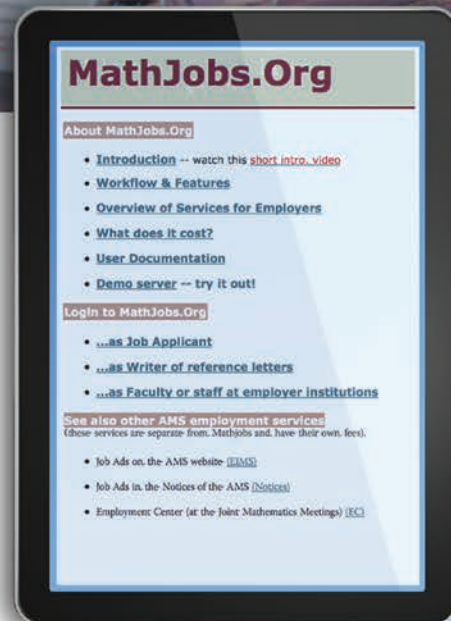 MathJobs.Org
About MathJobs.Org
• Introduction -- watch this short intro. video
• Workflow & Features
• Overview of Services for Employers
• What does it cost?
• User Documentation
• Demo server -- try it out!
Login to MathJobs.Org
• ...as Job Applicant
• ...as Writer of reference letters
• ...as Faculty or staff at employer institutions
See also other AMS employment services
(these services are separate from Mathjobs and have their own fees).
• Job Ads on the AMS website (EIMS)
• Job Ads in the Notices of the AMS (Notices)
• Employment Center (at the Joint Mathematics Meetings) (EC)